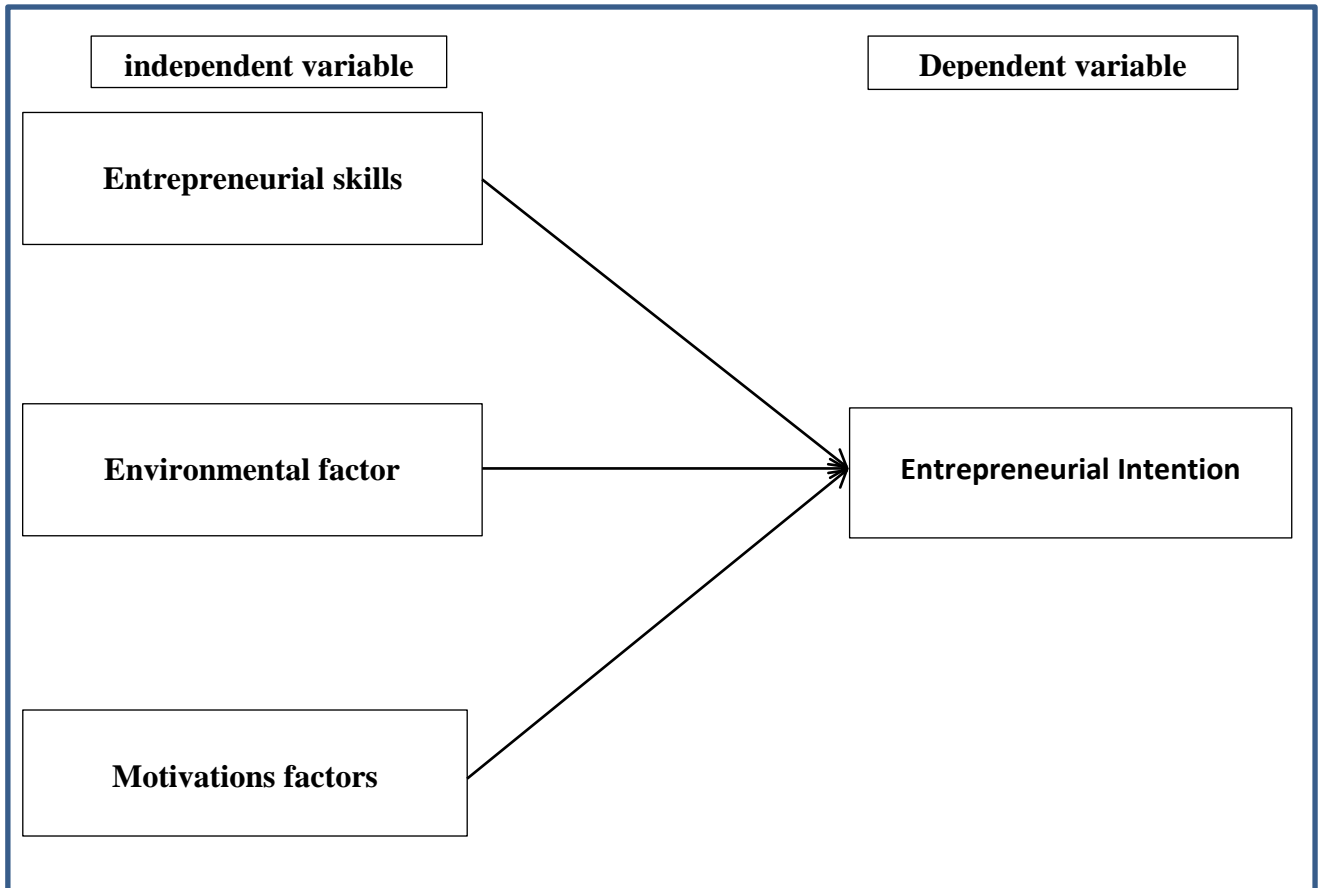 independent variable
Dependent variable
Entrepreneurial skills
Environmental factor
Entrepreneurial Intention
Motivations factors